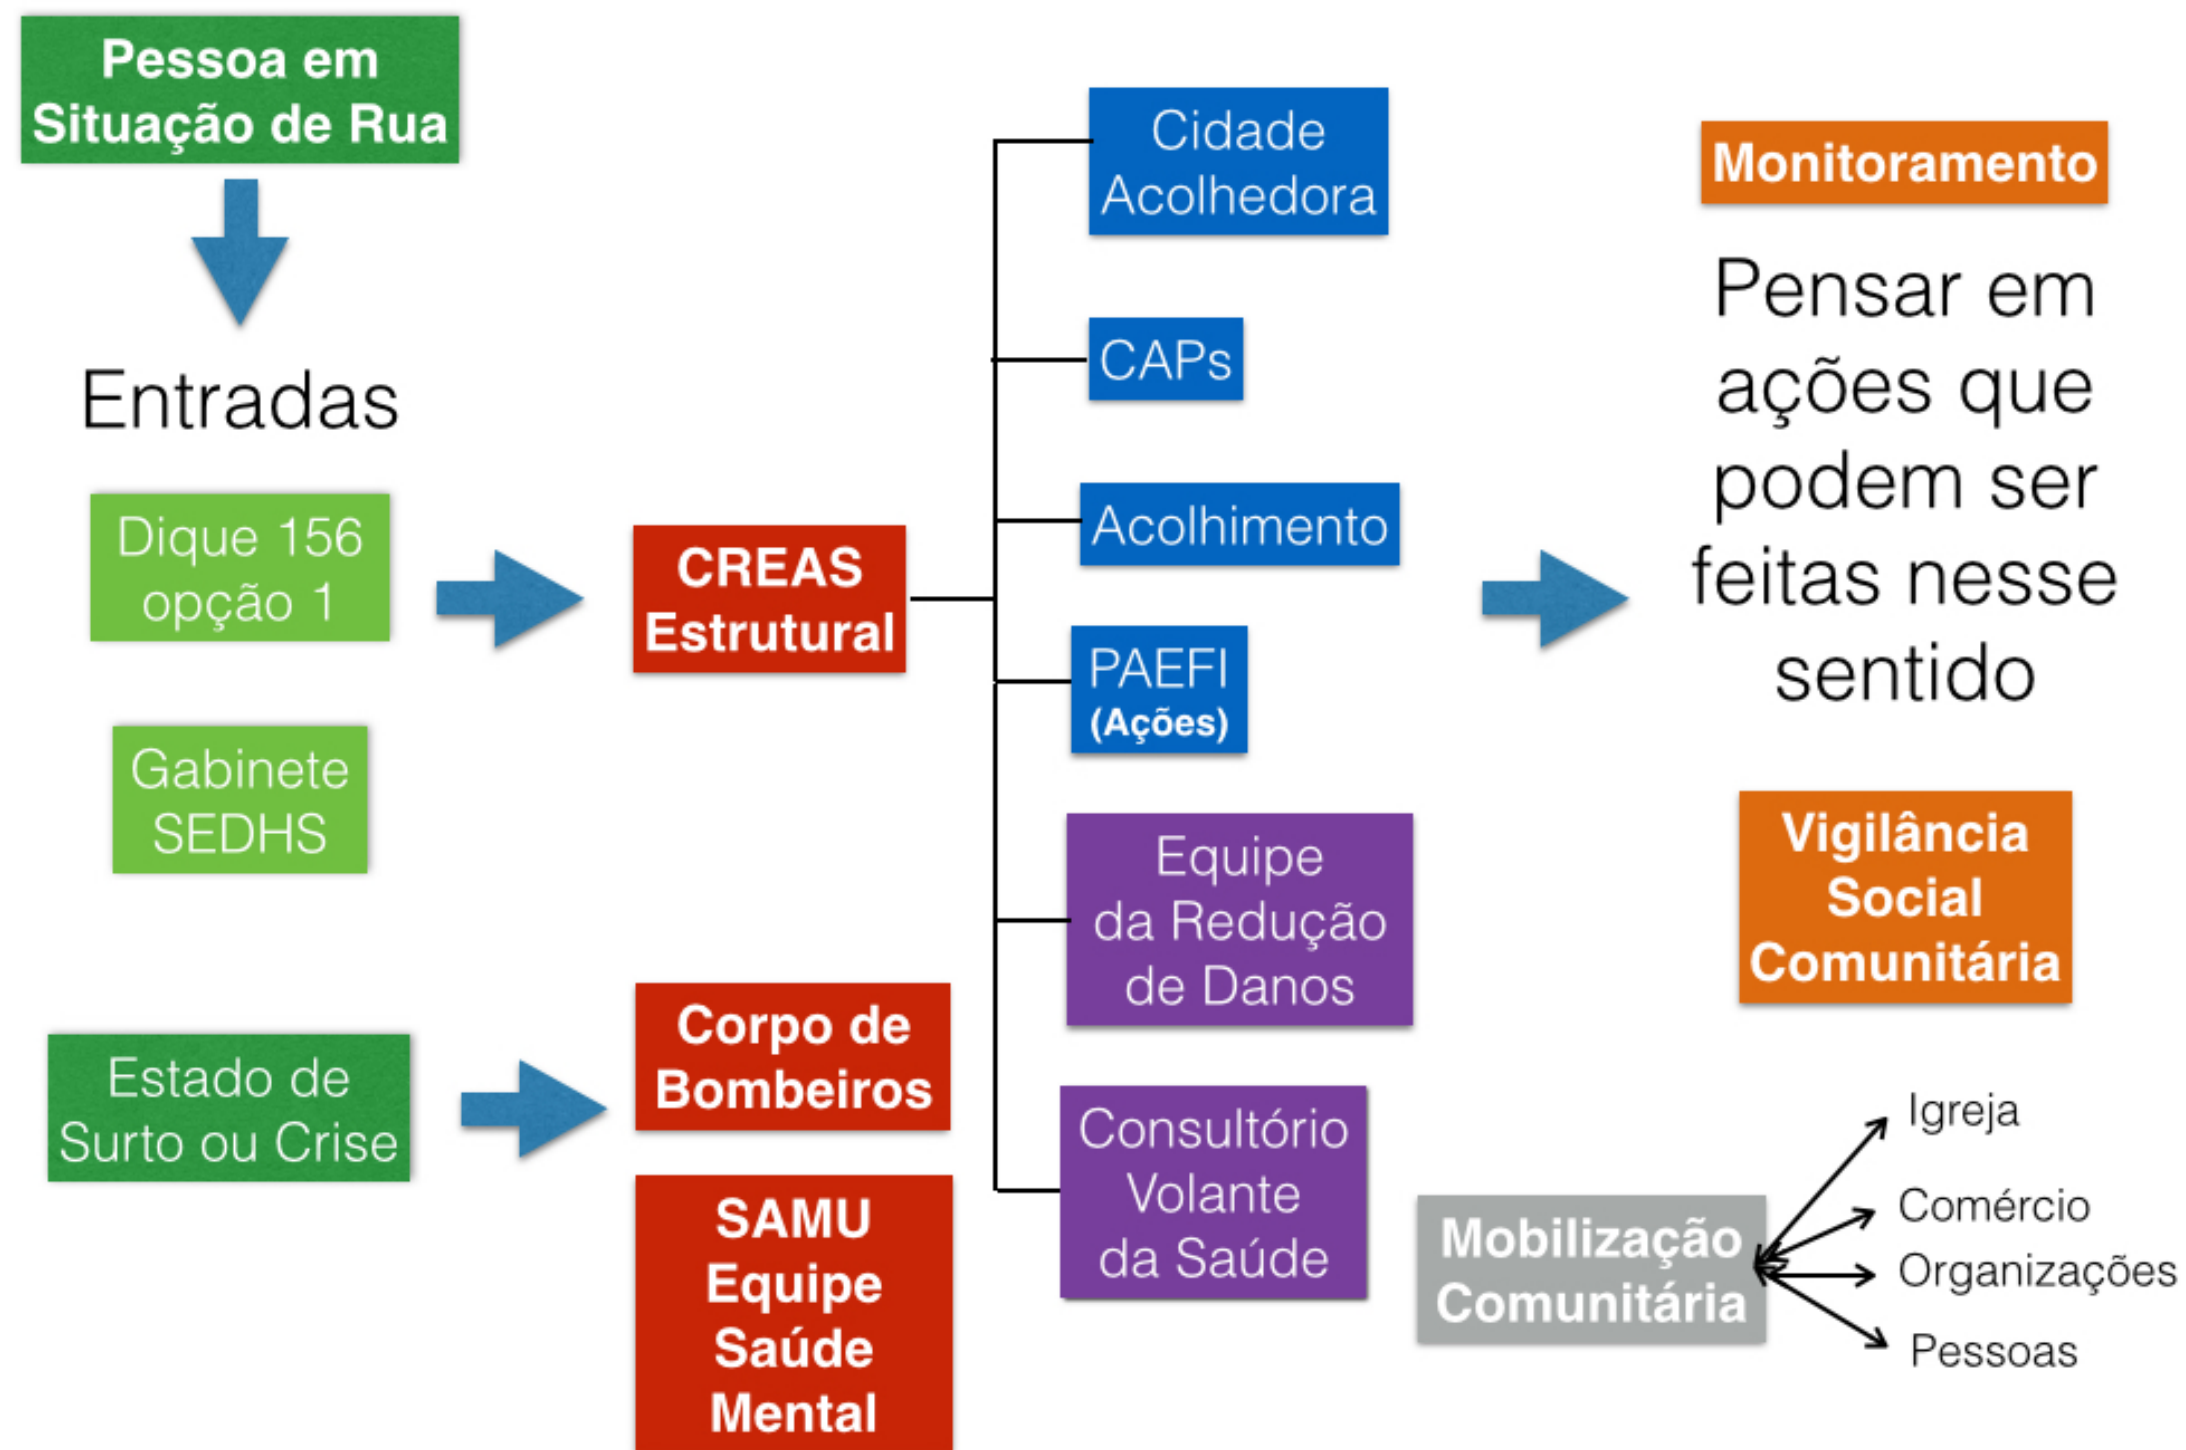 Pessoa em
Situação de Rua
Entradas
Dique 156
opção 1
Gabinete
SEDHS
Estado de
Surto ou Crise
CREAS
Estrutural
Corpo de
Bombeiros
SAMU
Equipe
Saúde
Mental
Cidade
Acolhedora
CAPs
Acolhimento
PAEFI
(Ações)
Equipe
da Redução
de Danos
Consultório
Volante
da Saúde
Monitoramento
Pensar em
ações que
podem ser
feitas nesse
sentido
Vigilância
Social
Comunitária
Mobilização
Comunitária
Igreja
Comércio
Organizações
Pessoas